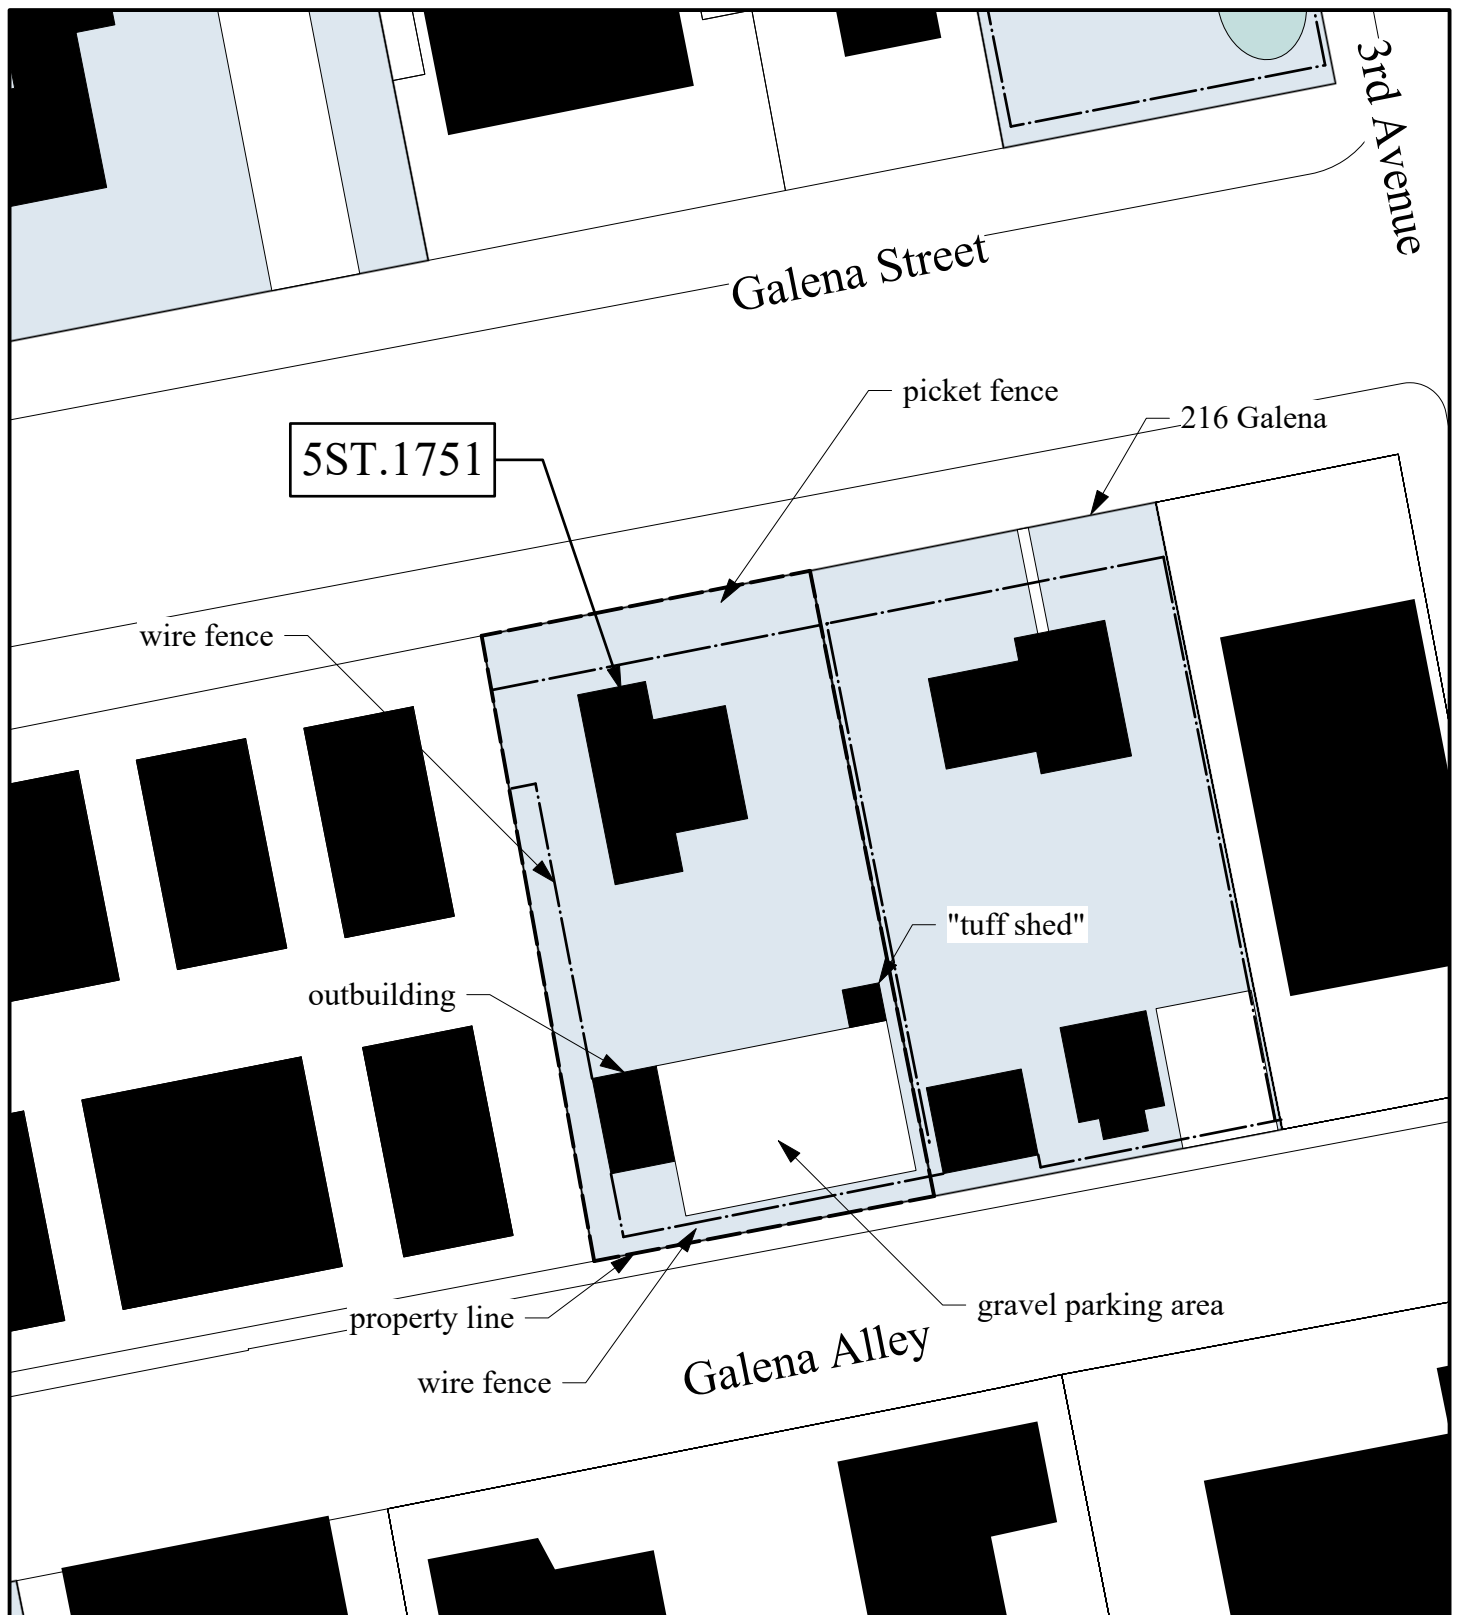 3rd Avenue
Galena Street
picket fence
216 Galena
5ST.1751
wire fence
"tuff shed"
outbuilding
gravel parking area
property line
Galena Alley
wire fence